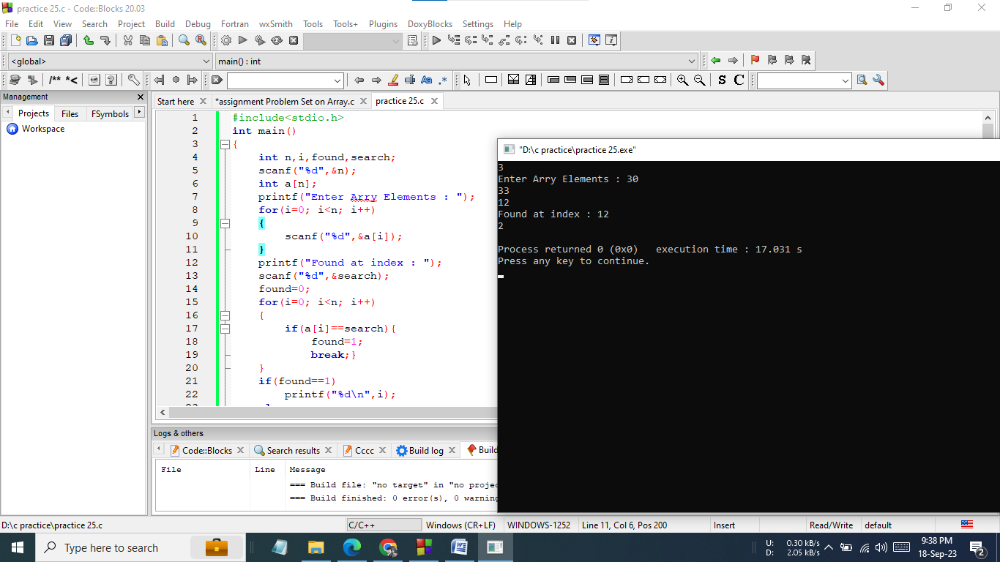 practice 25.c - Code::Blocks 20.03
File Edit View Search Project Build Debug Fortran wxSmith Tools Tools+ Plugins DoxyBlocks Settings Help
<global> main() : int
/** *< Aa .* S C
Management
Projects Files FSymbols
Workspace
Start here *assignment Problem Set on Array.c practice 25.c
1 #include<stdio.h>
2 int main()
3 {
4 int n,i,found,search;
5 scanf("%d",&n);
6 int a[n];
7 printf("Enter Arry Elements : ");
8 for(i=0; i<n; i++)
9 {
10 scanf("%d",&a[i]);
11 }
12 printf("Found at index : ");
13 scanf("%d",&search);
14 found=0;
15 for(i=0; i<n; i++)
16 {
17 if(a[i]==search){
18 found=1;
19 break;}
20 }
21 if(found==1)
22 printf("%d\n",i);
"D:\c practice\practice 25.exe"
3
Enter Arry Elements : 30
33
12
Found at index : 12
2
Process returned 0 (0x0) execution time : 17.031 s
Press any key to continue.
Logs & others
Code::Blocks Search results Cccc Build log Build
File Line Message
=== Build file: "no target" in "no projec
=== Build finished: 0 error(s), 0 warning
D:\c practice\practice 25.c C/C++ Windows (CR+LF) WINDOWS-1252 Line 11, Col 6, Pos 200 Insert Read/Write default
Type here to search
U: 0.30 kB/s
D: 2.05 kB/s
9:38 PM
18-Sep-23
2